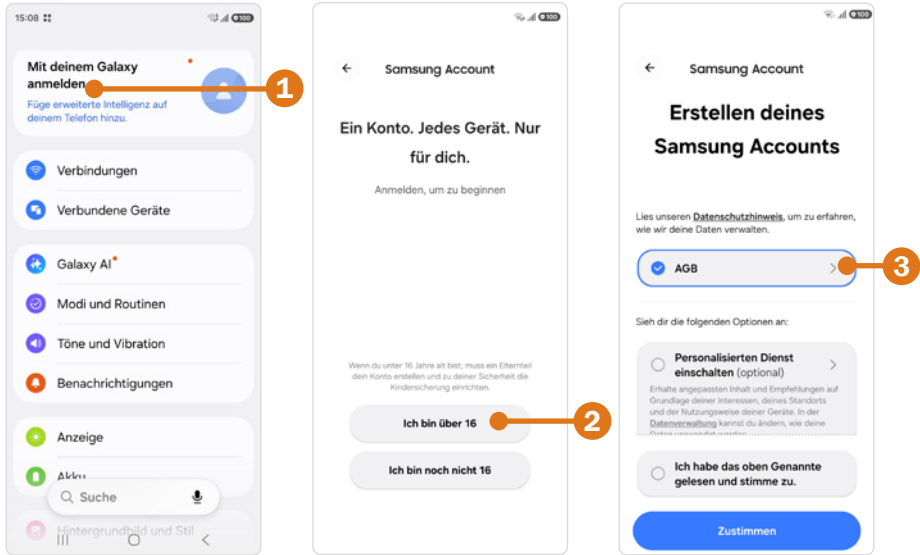 15:08
100
Mit deinem Galaxy
anmelden
Füge erweiterte Intelligenz auf
deinem Telefon hinzu.
1
Verbindungen
Verbundene Geräte
Galaxy AI
Modi und Routinen
Töne und Vibration
Benachrichtigungen
Anzeige
Akku
Suche
Hintergrundbild und Stil
100
Samsung Account
Ein Konto. Jedes Gerät. Nur
für dich.
Anmelden, um zu beginnen
Wenn du unter 16 Jahre alt bist, muss ein Elternteil
dein Konto erstellen und zu deiner Sicherheit die
Kindersicherung einrichten.
Ich bin über 16
2
Ich bin noch nicht 16
100
Samsung Account
Erstellen deines
Samsung Accounts
Lies unseren Datenschutzhinweis, um zu erfahren,
wie wir deine Daten verwalten.
AGB
3
Sieh dir die folgenden Optionen an:
Personalisierten Dienst
einschalten (optional)
Erhalte angepassten Inhalt und Empfehlungen auf
Grundlage deiner Interessen, deines Standorts
und der Nutzungsweise deiner Geräte. In der
Datenverwaltung kannst du ändern, wie deine
Ich habe das oben Genannte
gelesen und stimme zu.
Zustimmen